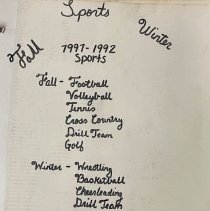 Sports
Fall
Winter
1997-1992
Sports
Fall - Football
Volleyball
Tennis
Cross Country
Drill Team
Golf
Winter - Wrestling
Basketball
Cheerleading
Drill Team